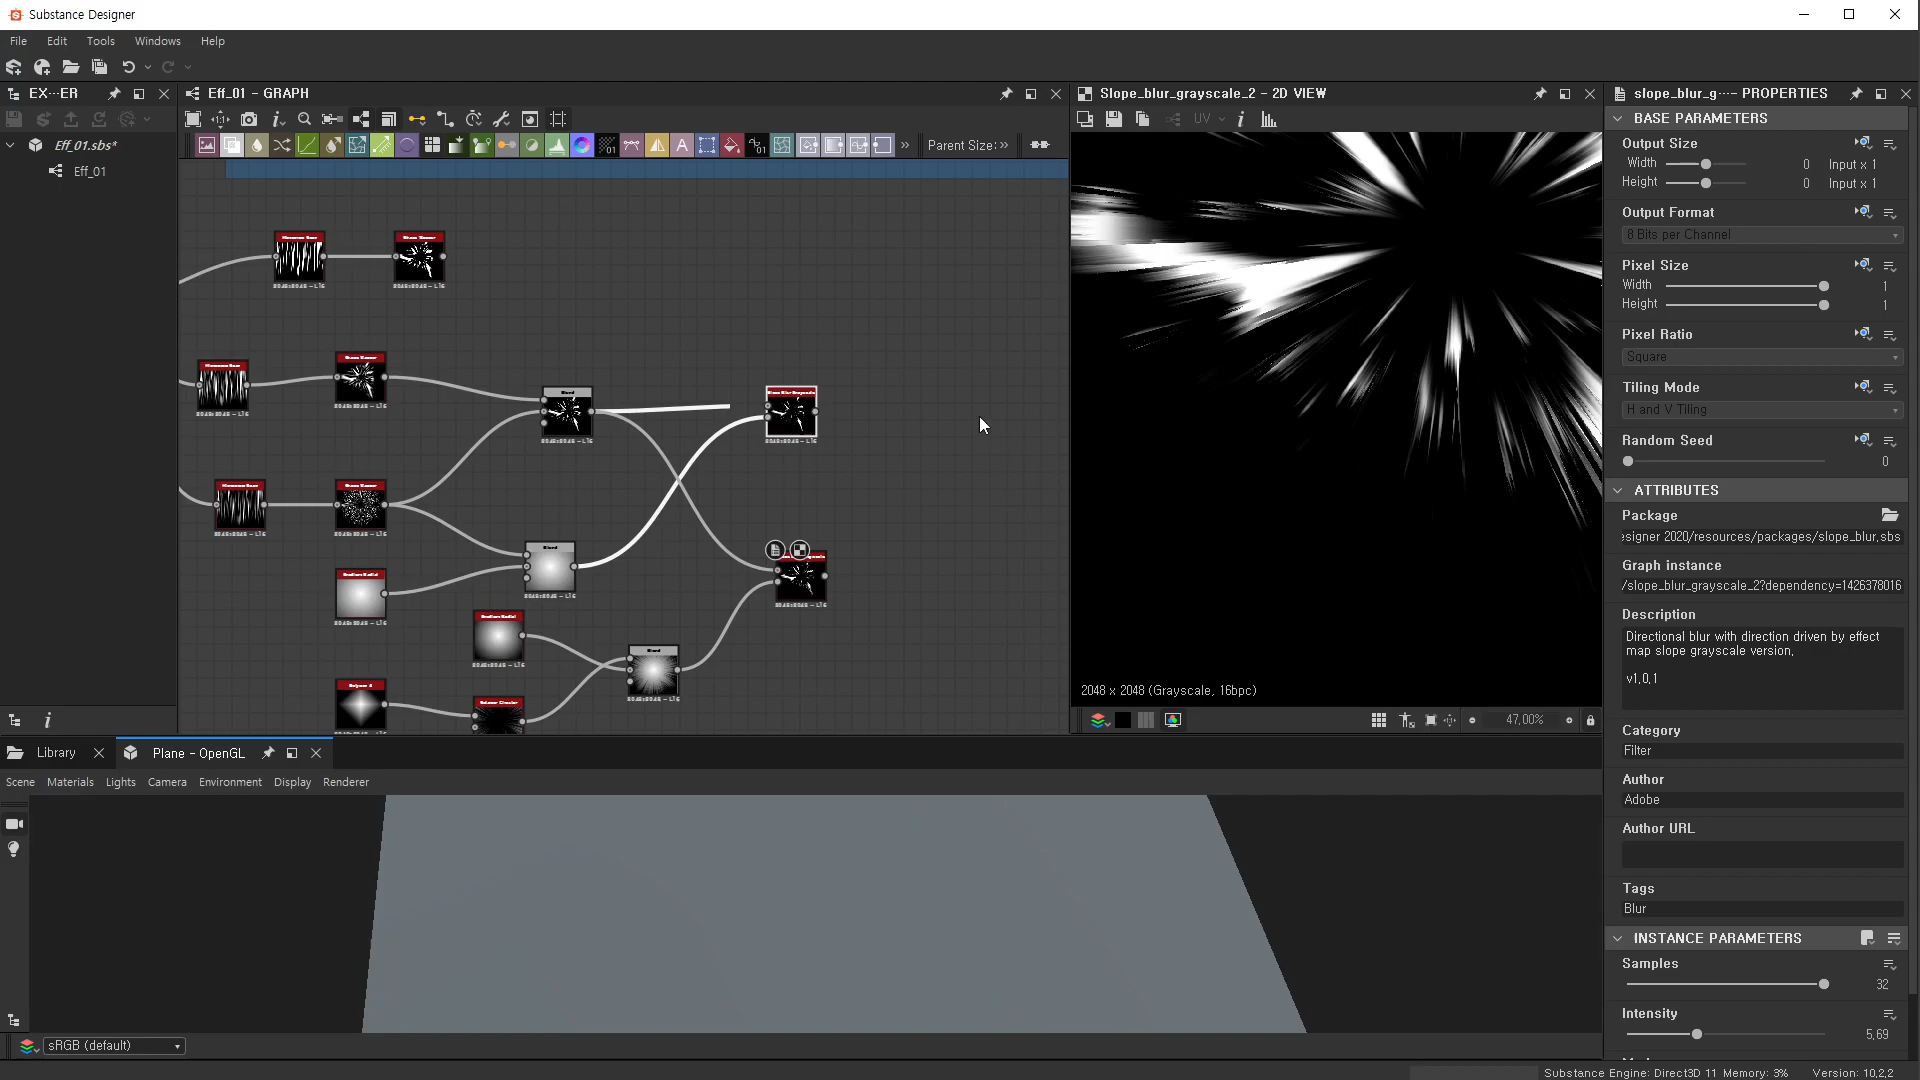 Substance Designer
File Edit Tools Windows Help
EX···ER
Eff_01.sbs*
Eff_01
Eff_01 - GRAPH
Parent Size:
Slope_blur_grayscale_2 - 2D VIEW
UV
2048 x 2048 (Grayscale, 16bpc)
47,00%
slope_blur_g···- PROPERTIES
BASE PARAMETERS
Output Size
Width 0 Input x 1
Height 0 Input x 1
Output Format
8 Bits per Channel
Pixel Size
Width 1
Height 1
Pixel Ratio
Square
Tiling Mode
H and V Tiling
Random Seed
0
ATTRIBUTES
Package
esigner 2020/resources/packages/slope_blur,sbs
Graph instance
/slope_blur_grayscale_2?dependency=1426378016
Description
Directional blur with direction driven by effect
map slope grayscale version,
v1,0,1
Category
Filter
Author
Adobe
Author URL
Tags
Blur
INSTANCE PARAMETERS
Samples
32
Intensity
5,69
Library
Plane - OpenGL
Scene Materials Lights Camera Environment Display Renderer
sRGB (default)
Substance Engine: Direct3D 11 Memory: 3% Version: 10,2,2